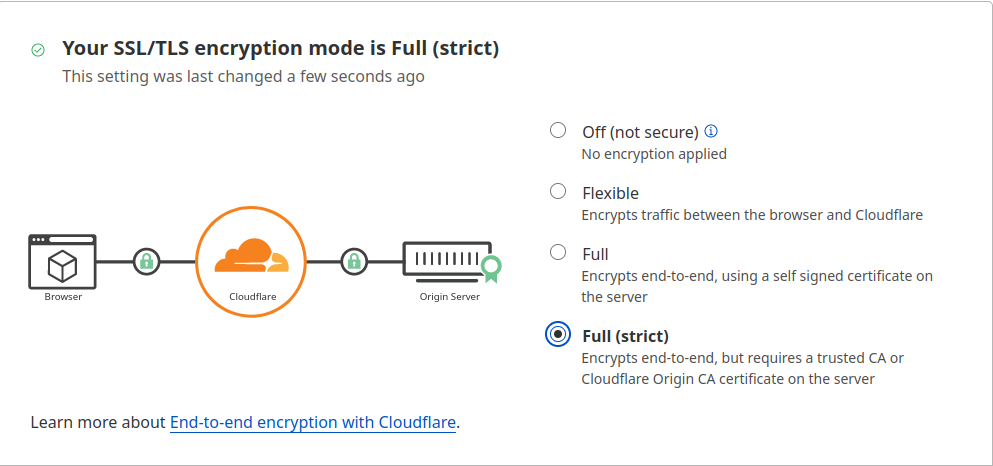 Your SSL/TLS encryption mode is Full (strict)
This setting was last changed a few seconds ago
Browser
Cloudflare
Origin Server
Off (not secure)
No encryption applied
Flexible
Encrypts traffic between the browser and Cloudflare
Full
Encrypts end-to-end, using a self signed certificate on
the server
Full (strict)
Encrypts end-to-end, but requires a trusted CA or
Cloudflare Origin CA certificate on the server
Learn more about End-to-end encryption with Cloudflare.